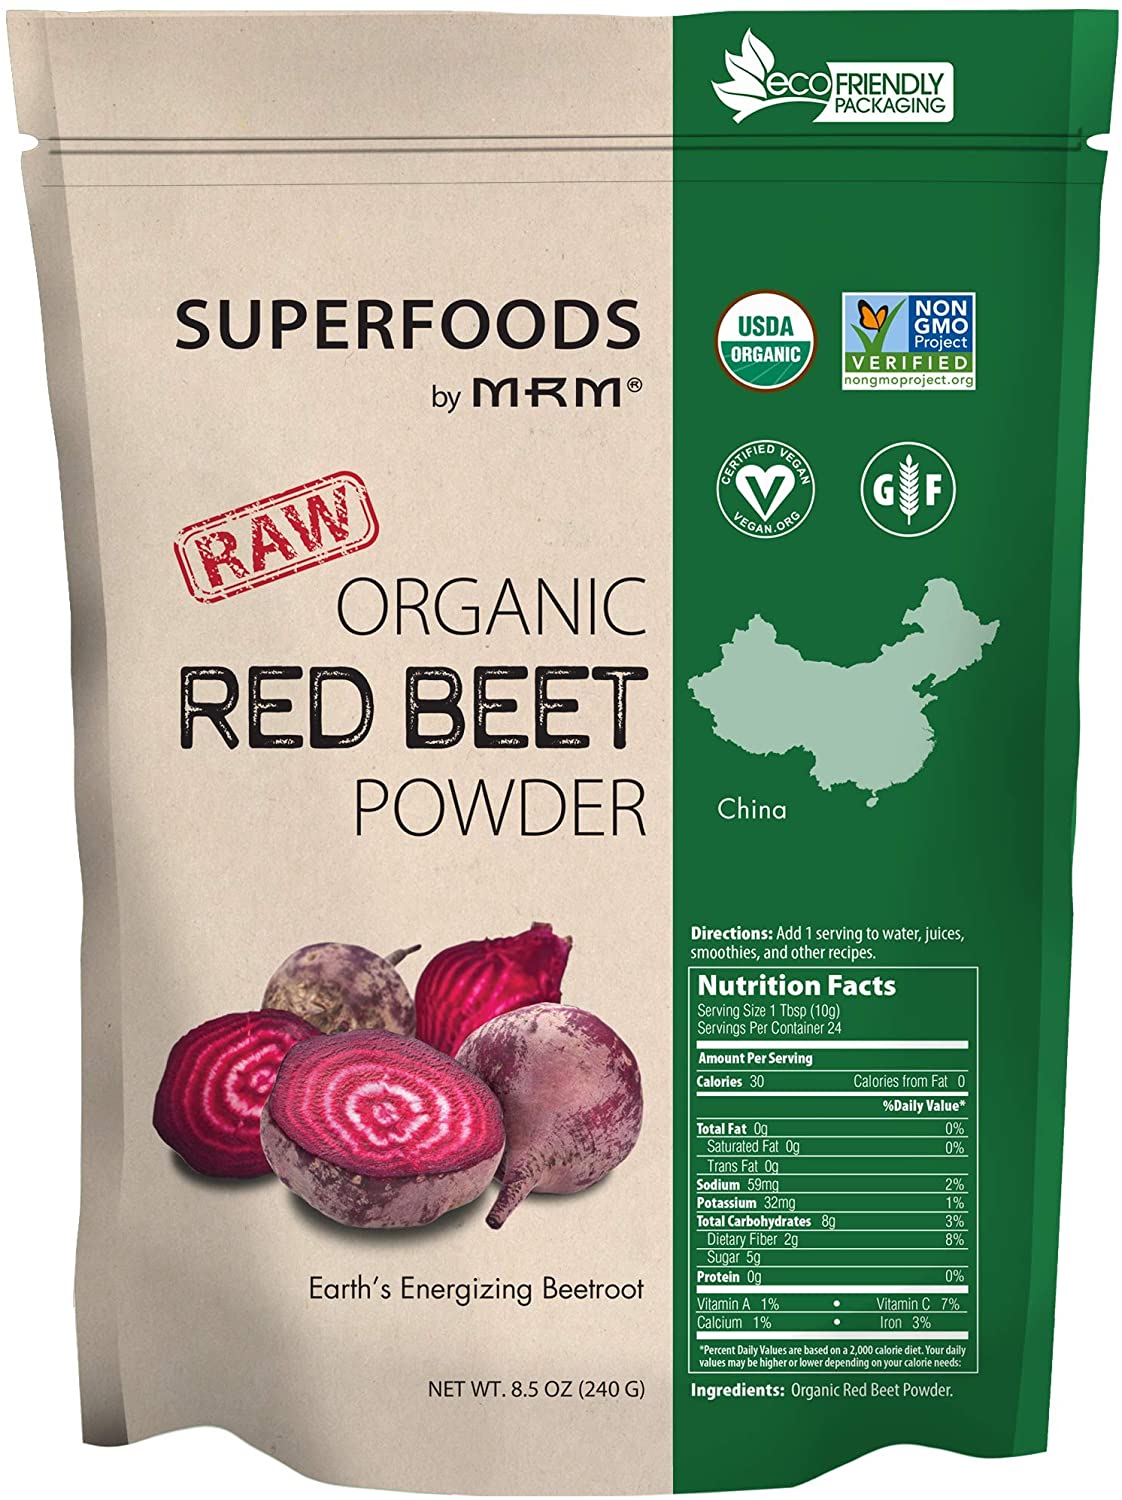 eco FRIENDLY
PACKAGING
SUPERFOODS
by MRM®
RAW
ORGANIC
RED BEET
POWDER
Earth's Energizing Beetroot
NET WT. 8.5 OZ (240 G)
USDA
ORGANIC
NON
GMO
Project
VERIFIED
nongmoproject.org
CERTIFIED VEGAN
V
VEGAN.ORG
G F
China
Directions: Add 1 serving to water, juices,
smoothies, and other recipes.
Nutrition Facts
Serving Size 1 Tbsp (10g)
Servings Per Container 24
Amount Per Serving
Calories 30 Calories from Fat 0
%Daily Value*
Total Fat 0g 0%
Saturated Fat 0g 0%
Trans Fat 0g
Sodium 59mg 2%
Potassium 32mg 1%
Total Carbohydrates 8g 3%
Dietary Fiber 2g 8%
Sugar 5g
Protein 0g 0%
Vitamin A 1% • Vitamin C 7%
Calcium 1% • Iron 3%
*Percent Daily Values are based on a 2,000 calorie diet. Your daily
values may be higher or lower depending on your calorie needs:
Ingredients: Organic Red Beet Powder.